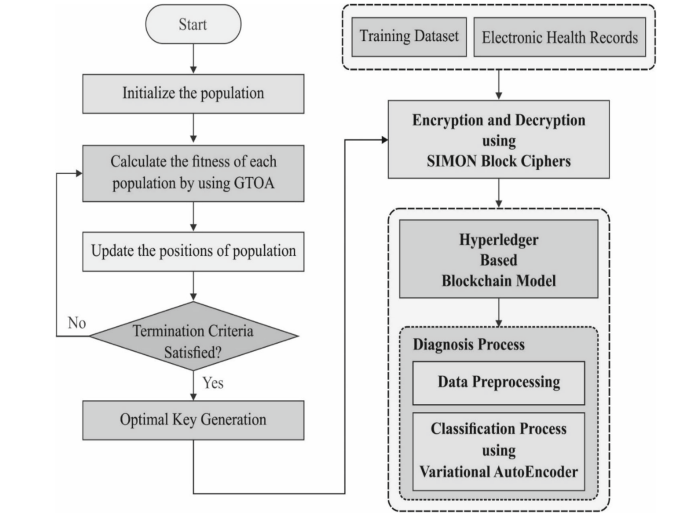 Start
Initialize the population
Calculate the fitness of each
population by using GTOA
Update the positions of population
No
Termination Criteria
Satisfied?
Yes
Optimal Key Generation
Training Dataset
Electronic Health Records
Encryption and Decryption
using
SIMON Block Ciphers
Hyperledger
Based
Blockchain Model
Diagnosis Process
Data Preprocessing
Classification Process
using
Variational AutoEncoder